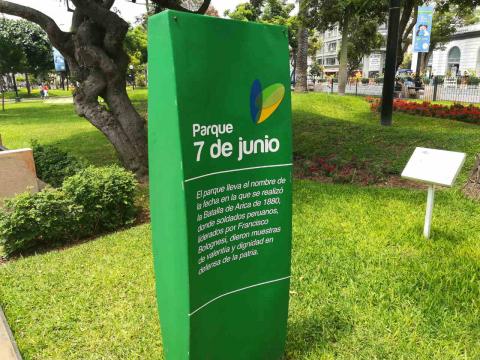 Parque
7 de junio
El parque lleva el nombre de
la fecha en la que se realizó
la Batalla de Arica de 1880,
donde soldados peruanos,
liderados por Francisco
Bolognesi, dieron muestras
de valentía y dignidad en
defensa de la patria.